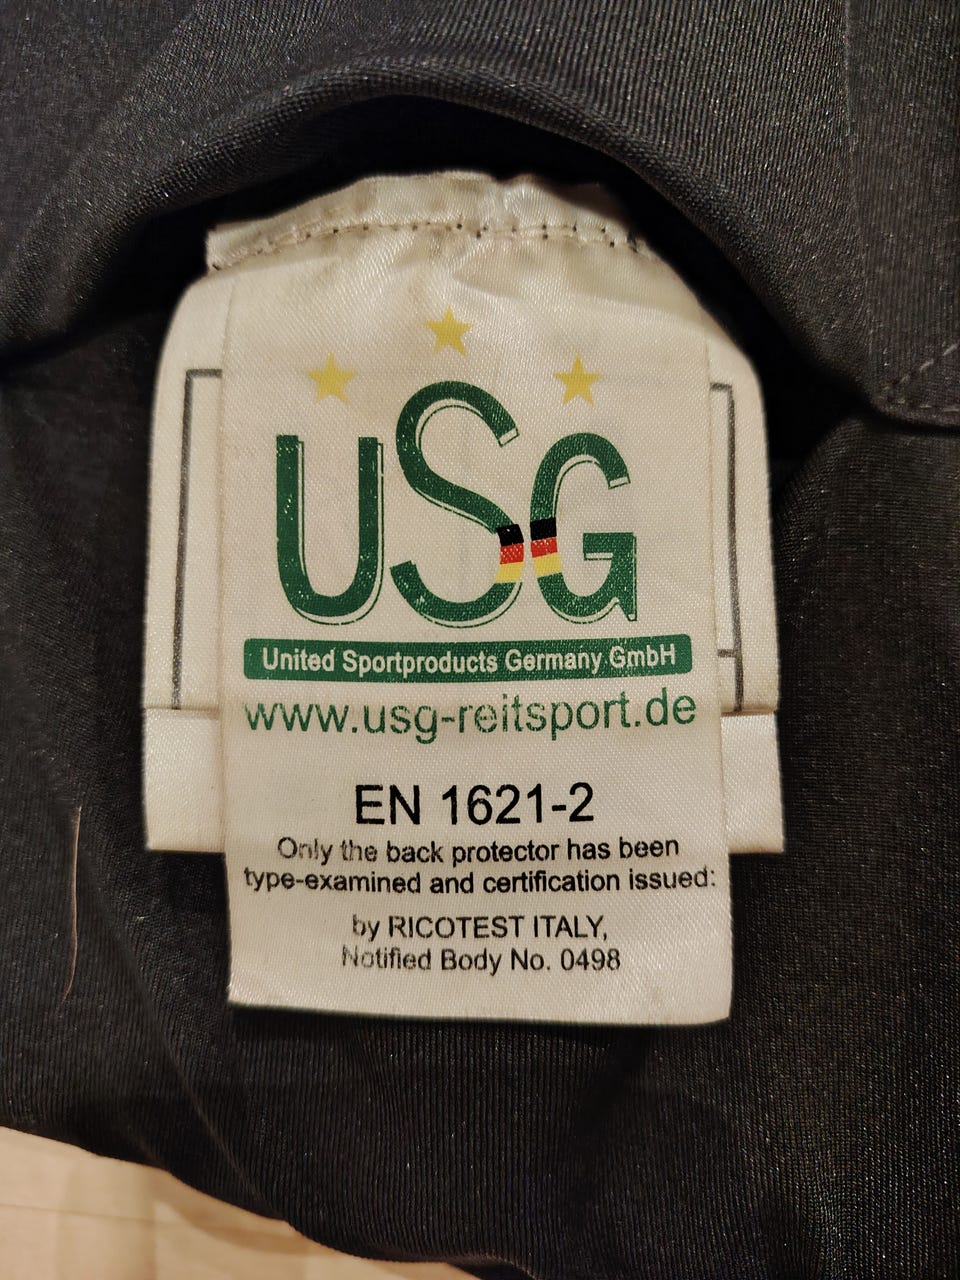 USG
United Sportproducts Germany GmbH
www.usg-reitsport.de
EN 1621-2
Only the back protector has been
type-examined and certification issued:
by RICOTEST ITALY,
Notified Body No. 0498